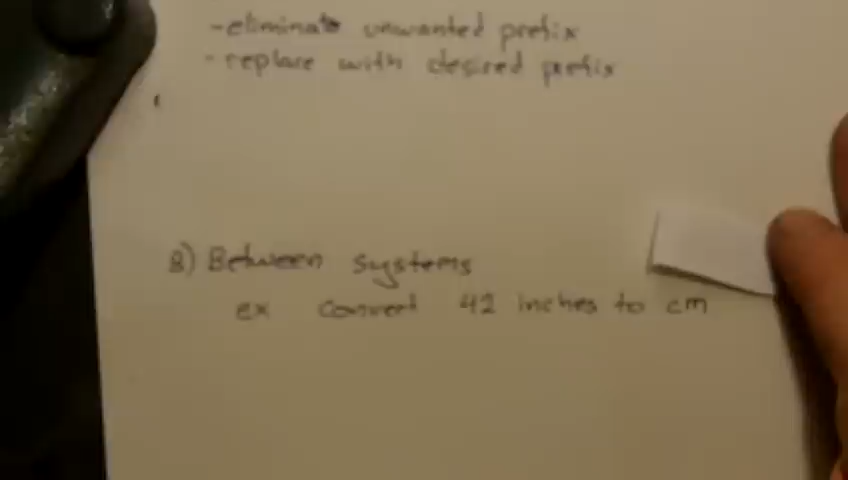 -eliminate unwanted prefix
-replace with desired prefix
B) Between systems
ex convert 42 inches to cm